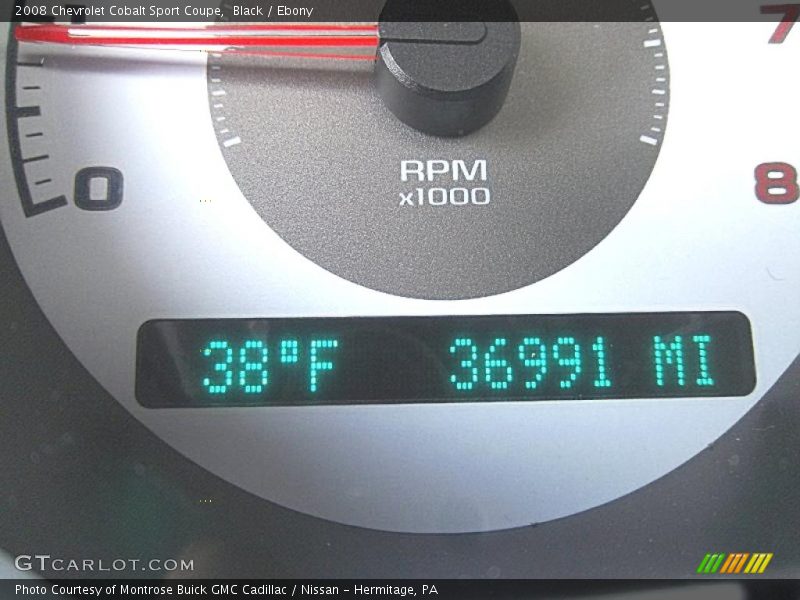 2008 Chevrolet Cobalt Sport Coupe, Black / Ebony
7
0
RPM
x1000
8
38°F 36991 MI
GTCARLOT.COM
Photo Courtesy of Montrose Buick GMC Cadillac / Nissan - Hermitage, PA